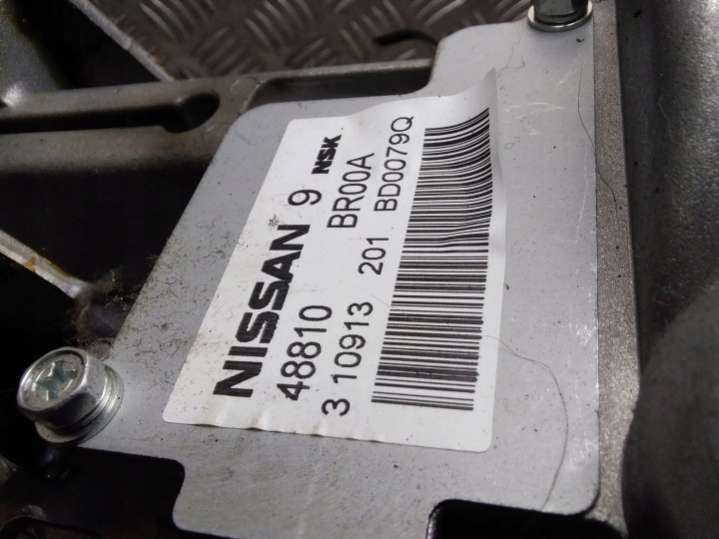 NISSAN 9 NSK
48810 BR00A
3 10913 201 BD0079Q